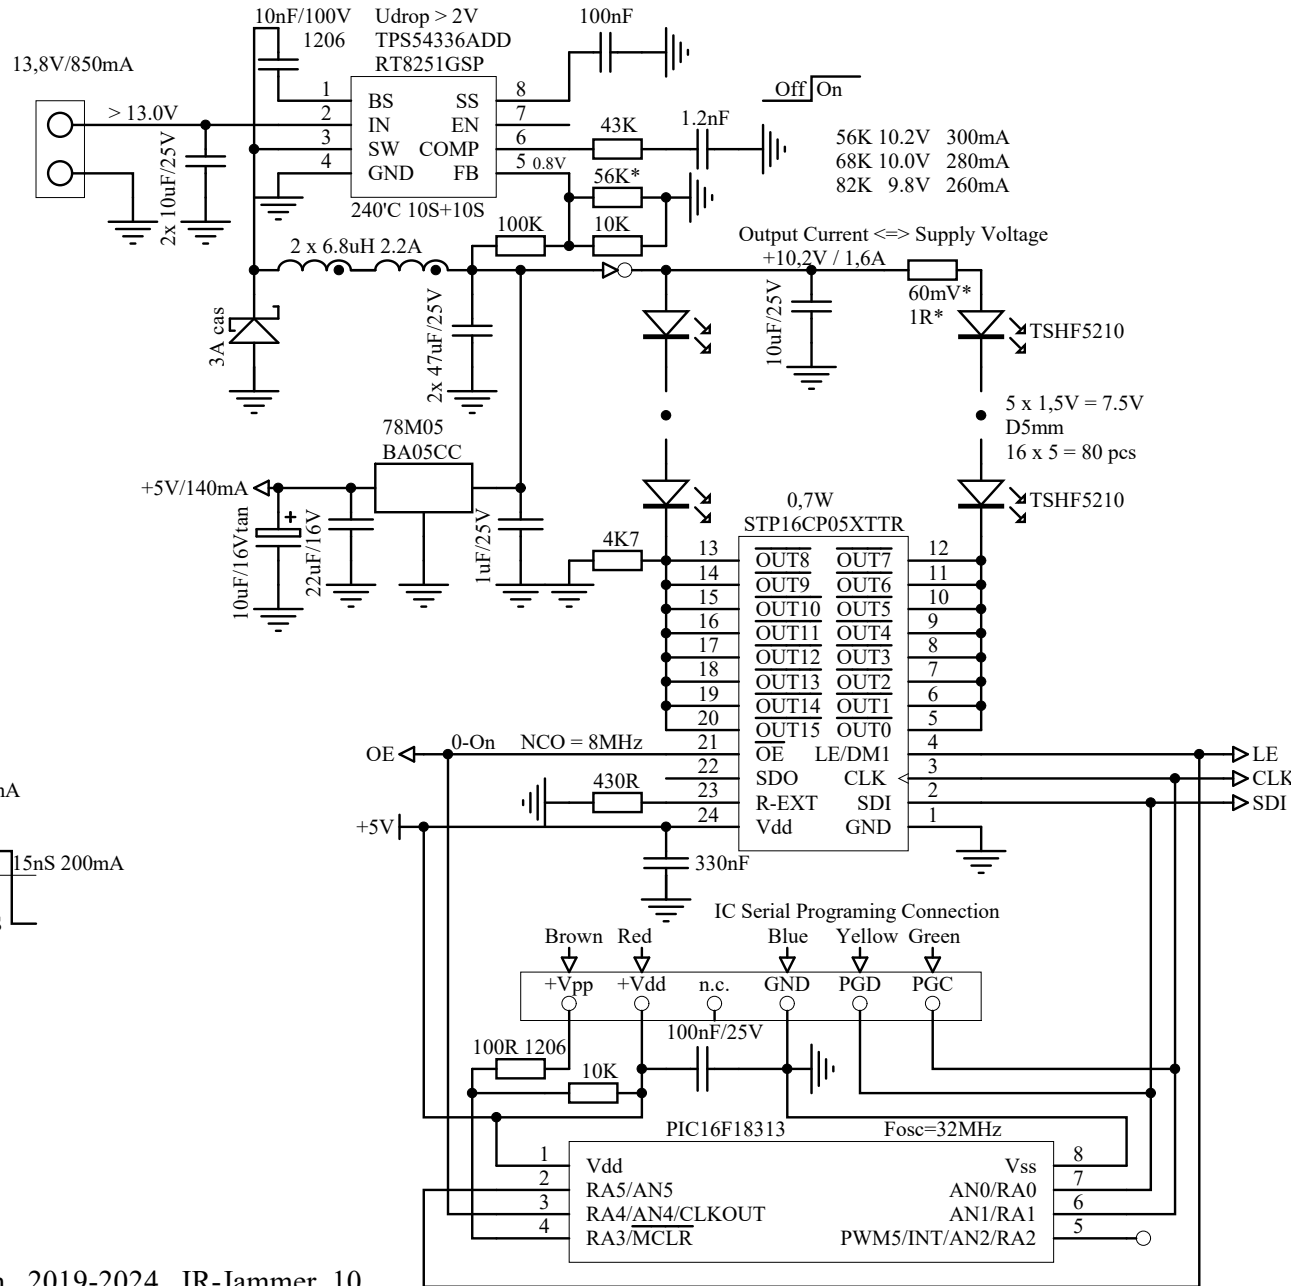 10nF/100V
1206
Udrop > 2V
TPS54336ADD
RT8251GSP
100nF
13,8V/850mA
> 13.0V
2x 10uF/25V
1 BS SS 8
2 IN EN 7
3 SW COMP 6
4 GND FB 5 0.8V
240'C 10S+10S
Off On
43K
1.2nF
56K*
100K
10K
56K 10.2V 300mA
68K 10.0V 280mA
82K 9.8V 260mA
2 x 6.8uH 2.2A
Output Current <=> Supply Voltage
+10,2V / 1,6A
3A cas
2x 47uF/25V
10uF/25V
60mV*
1R*
TSHF5210
5 x 1,5V = 7.5V
D5mm
16 x 5 = 80 pcs
78M05
BA05CC
+5V/140mA
10uF/16Vtan
+
22uF/16V
1uF/25V
TSHF5210
0,7W
STP16CP05XTTR
4K7
13 OUT8 OUT7 12
14 OUT9 OUT6 11
15 OUT10 OUT5 10
16 OUT11 OUT4 9
17 OUT12 OUT3 8
18 OUT13 OUT2 7
19 OUT14 OUT1 6
20 OUT15 OUT0 5
OE 0-On NCO = 8MHz 21 OE LE/DM1 4 LE
22 SDO CLK 3 CLK
430R 23 R-EXT SDI 2 SDI
+5V 24 Vdd GND 1
330nF
15nS 200mA
IC Serial Programing Connection
Brown Red Blue Yellow Green
+Vpp +Vdd n.c. GND PGD PGC
100nF/25V
100R 1206
10K
PIC16F18313 Fosc=32MHz
1 Vdd Vss 8
2 RA5/AN5 AN0/RA0 7
3 RA4/AN4/CLKOUT AN1/RA1 6
4 RA3/MCLR PWM5/INT/AN2/RA2 5
2019-2024 IR-Jammer 10